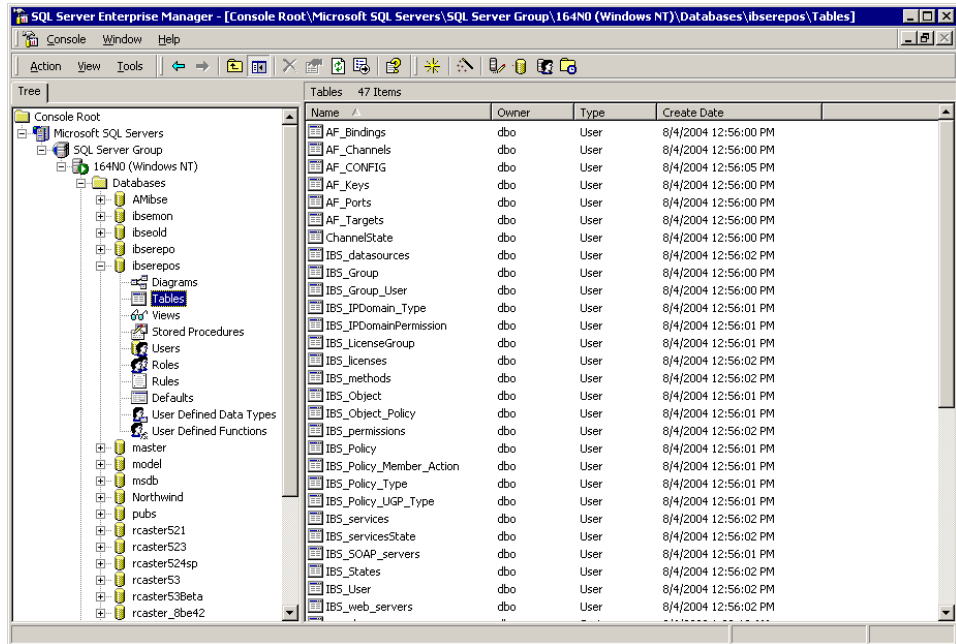 SQL Server Enterprise Manager - [Console Root\Microsoft SQL Servers\SQL Server Group\164N0 (Windows NT)\Databases\ibserepos\Tables]
Console Window Help
Action View Tools
Tree
Tables 47 Items
Console Root
Microsoft SQL Servers
SQL Server Group
164N0 (Windows NT)
Databases
AMibse
ibsemon
ibseold
ibserepo
ibserepos
Diagrams
Tables
Views
Stored Procedures
Users
Roles
Rules
Defaults
User Defined Data Types
User Defined Functions
master
model
msdb
Northwind
pubs
rcaster521
rcaster523
rcaster524sp
rcaster53
rcaster53Beta
rcaster_8be42
Name Owner Type Create Date
AF_Bindings dbo User 8/4/2004 12:56:00 PM
AF_Channels dbo User 8/4/2004 12:56:00 PM
AF_CONFIG dbo User 8/4/2004 12:56:05 PM
AF_Keys dbo User 8/4/2004 12:56:00 PM
AF_Ports dbo User 8/4/2004 12:56:00 PM
AF_Targets dbo User 8/4/2004 12:56:00 PM
ChannelState dbo User 8/4/2004 12:56:00 PM
IBS_datasources dbo User 8/4/2004 12:56:02 PM
IBS_Group dbo User 8/4/2004 12:56:00 PM
IBS_Group_User dbo User 8/4/2004 12:56:00 PM
IBS_IPDomain_Type dbo User 8/4/2004 12:56:01 PM
IBS_IPDomainPermission dbo User 8/4/2004 12:56:01 PM
IBS_LicenseGroup dbo User 8/4/2004 12:56:01 PM
IBS_licenses dbo User 8/4/2004 12:56:02 PM
IBS_methods dbo User 8/4/2004 12:56:02 PM
IBS_Object dbo User 8/4/2004 12:56:01 PM
IBS_Object_Policy dbo User 8/4/2004 12:56:01 PM
IBS_permissions dbo User 8/4/2004 12:56:02 PM
IBS_Policy dbo User 8/4/2004 12:56:01 PM
IBS_Policy_Member_Action dbo User 8/4/2004 12:56:01 PM
IBS_Policy_Type dbo User 8/4/2004 12:56:01 PM
IBS_Policy_UGP_Type dbo User 8/4/2004 12:56:01 PM
IBS_services dbo User 8/4/2004 12:56:02 PM
IBS_servicesState dbo User 8/4/2004 12:56:02 PM
IBS_SOAP_servers dbo User 8/4/2004 12:56:01 PM
IBS_States dbo User 8/4/2004 12:56:02 PM
IBS_User dbo User 8/4/2004 12:56:00 PM
IBS_web_servers dbo User 8/4/2004 12:56:02 PM